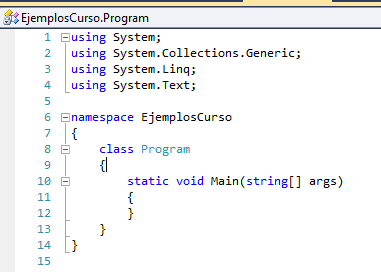 EjemplosCurso.Program
1 using System;
2 using System.Collections.Generic;
3 using System.Linq;
4 using System.Text;
5
6 namespace EjemplosCurso
7 {
8     class Program
9     {
10         static void Main(string[] args)
11         {
12         }
13     }
14 }
15